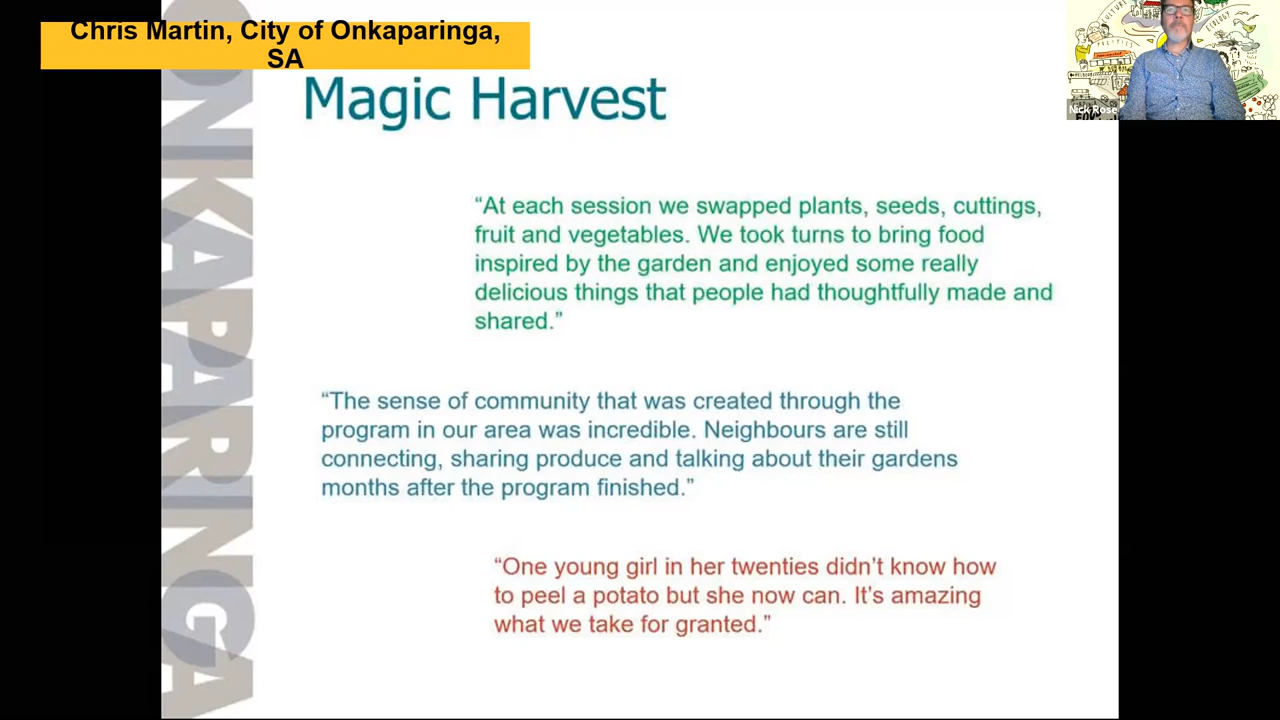 Chris Martin, City of Onkaparinga,
SA
Nick Rose
ONKAPARINGA
Magic Harvest
“At each session we swapped plants, seeds, cuttings,
fruit and vegetables. We took turns to bring food
inspired by the garden and enjoyed some really
delicious things that people had thoughtfully made and
shared.”
“The sense of community that was created through the
program in our area was incredible. Neighbours are still
connecting, sharing produce and talking about their gardens
months after the program finished.”
“One young girl in her twenties didn’t know how
to peel a potato but she now can. It’s amazing
what we take for granted.”